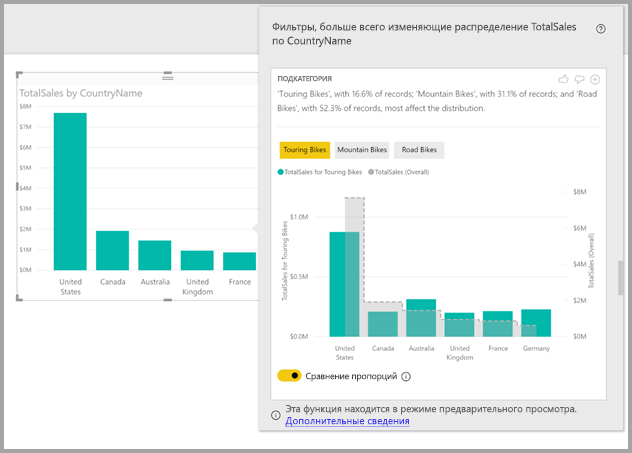 Фильтры, больше всего изменяющие распределение TotalSales
по CountryName
TotalSales by CountryName
$8M
$7M
$6M
$5M
$4M
$3M
$2M
$1M
$0M
United
States
Canada
Australia
United
Kingdom
France
ПОДКАТЕГОРИЯ
'Touring Bikes', with 16.6% of records; 'Mountain Bikes', with 31.1% of records; and 'Road
Bikes', with 52.3% of records, most affect the distribution.
Touring Bikes
Mountain Bikes
Road Bikes
TotalSales for Touring Bikes
TotalSales (Overall)
TotalSales for Touring Bikes
$1.0M
$0.5M
$0.0M
$8M
$6M
$4M
$2M
$0M
TotalSales (Overall)
United
States
Canada
Australia
United
Kingdom
France
Germany
Сравнение пропорций
Эта функция находится в режиме предварительного просмотра.
Дополнительные сведения